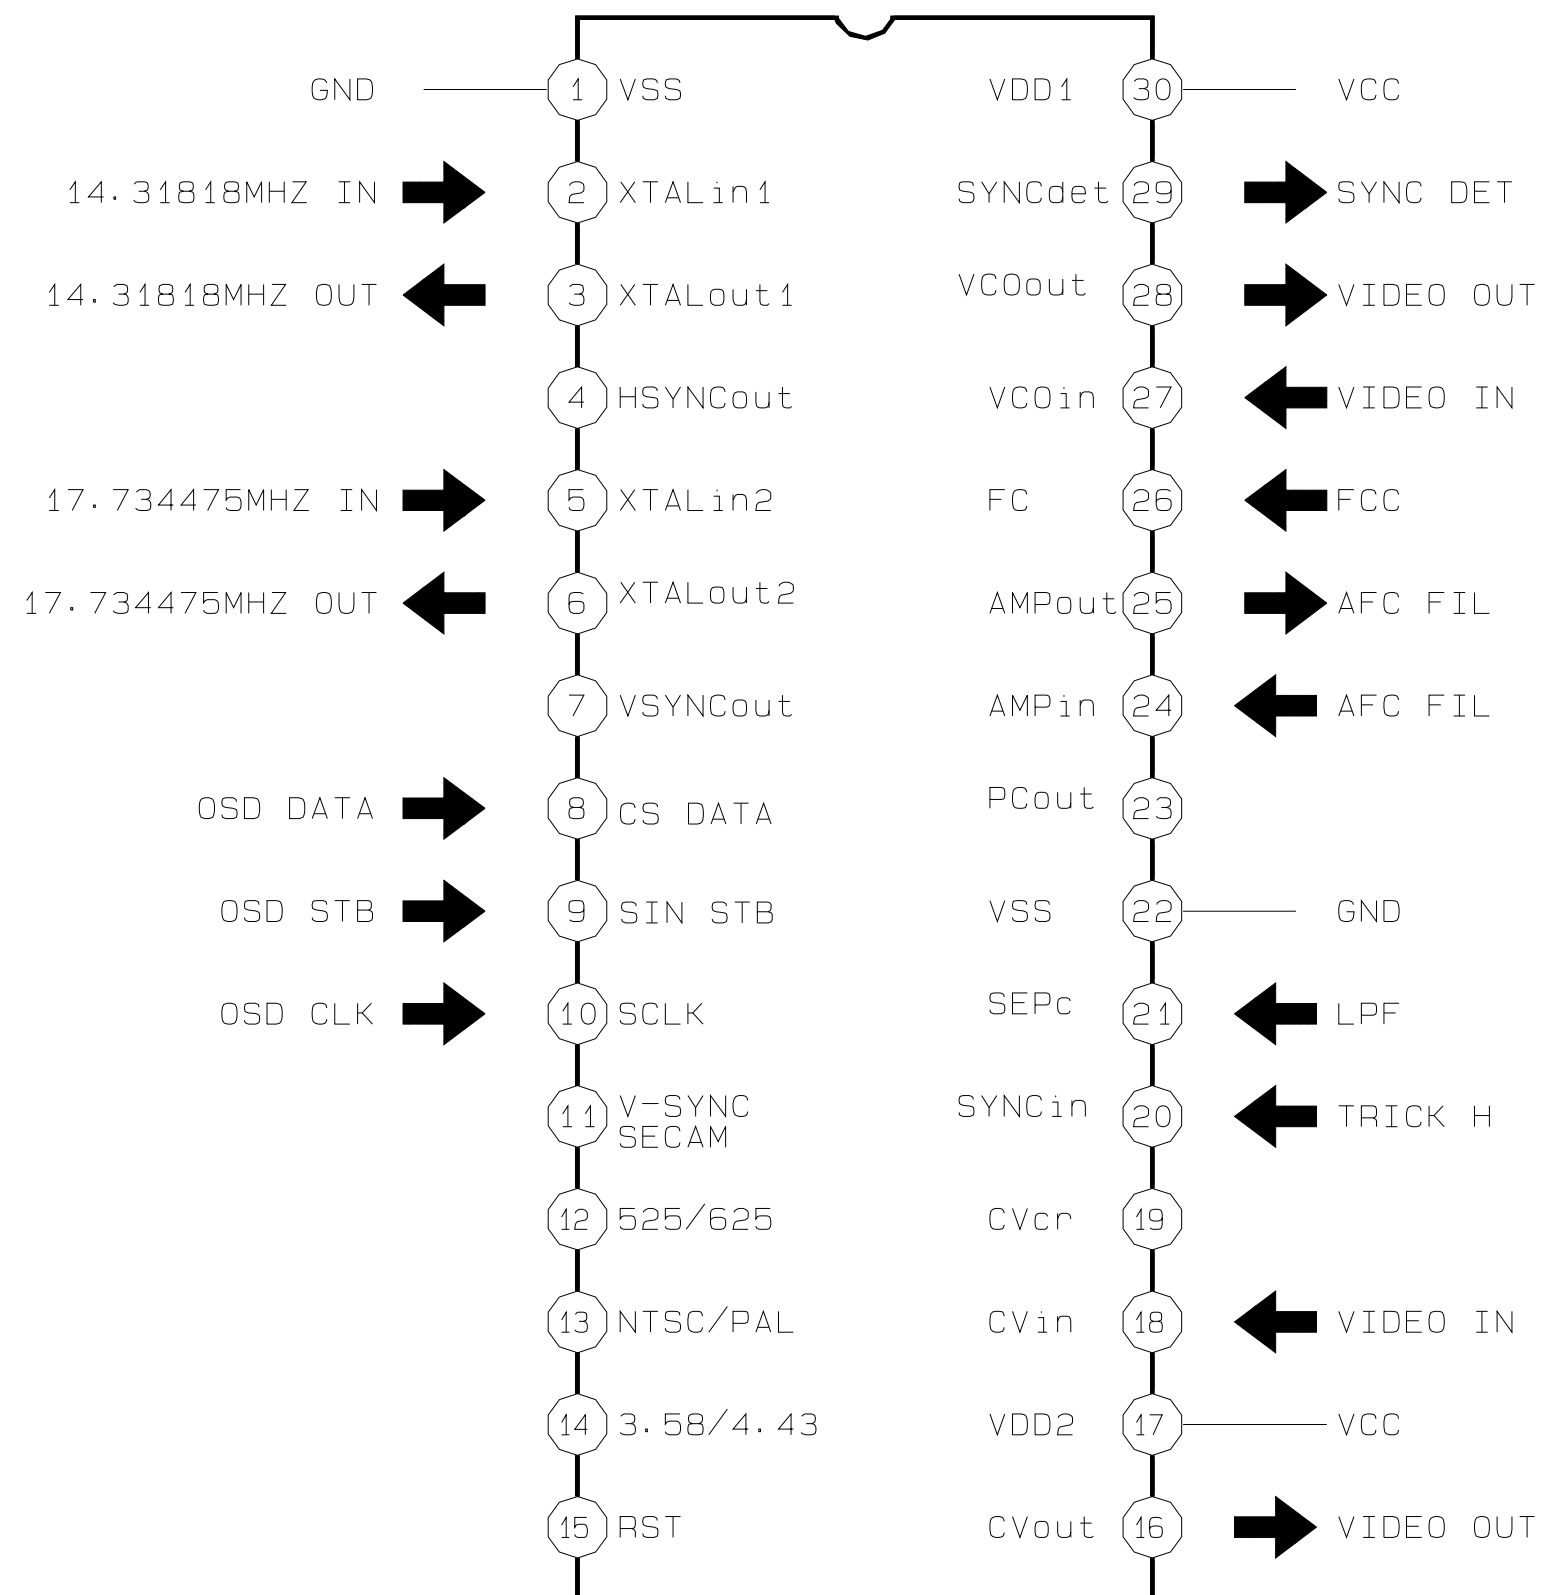 GND 1 VSS VDD1 30 VCC
14.31818MHZ IN 2 XTALin1 SYNCdet 29 SYNC DET
14.31818MHZ OUT 3 XTALout1 VCOout 28 VIDEO OUT
4 HSYNCout VCOin 27 VIDEO IN
17.734475MHZ IN 5 XTALin2 FC 26 FCC
17.734475MHZ OUT 6 XTALout2 AMPout 25 AFC FIL
7 VSYNCout AMPin 24 AFC FIL
OSD DATA 8 CS DATA PCout 23
OSD STB 9 SIN STB VSS 22 GND
OSD CLK 10 SCLK SEPc 21 LPF
11 V-SYNC SYNCin 20 TRICK H
SECAM
12 525/625 CVcr 19
13 NTSC/PAL CVin 18 VIDEO IN
14 3.58/4.43 VDD2 17 VCC
15 RST CVout 16 VIDEO OUT